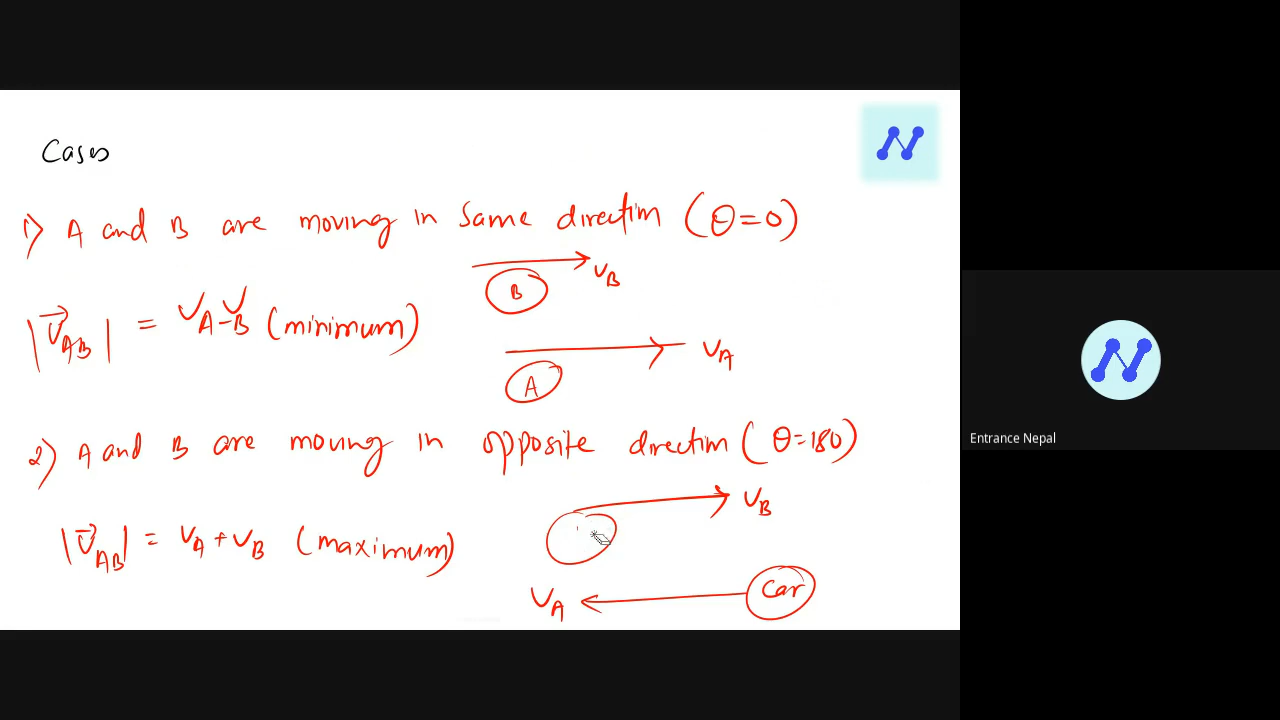 Cases
1) A and B are moving in same direction (θ=0)
B
V_B
|V⃗_AB| = V_A-V_B (minimum)
V_A
A
2) A and B are moving in opposite direction (θ=180)
V_B
|V⃗_AB| = V_A + V_B (maximum)
Car
V_A
Entrance Nepal